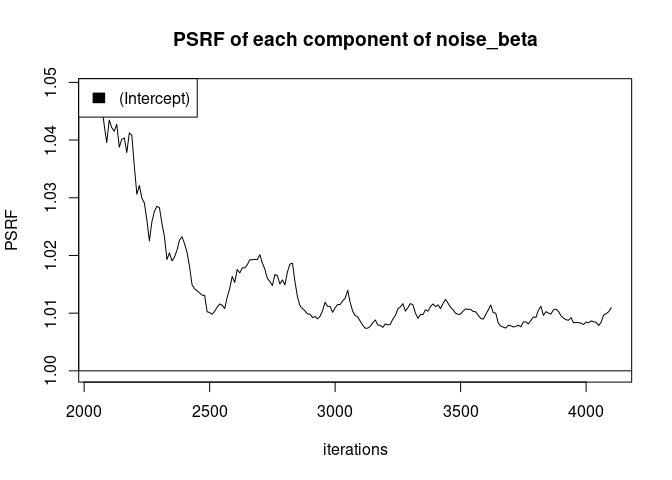 PSRF of each component of noise_beta
(Intercept)
PSRF
1.05
1.04
1.03
1.02
1.01
1.00
2000 2500 3000 3500 4000
iterations